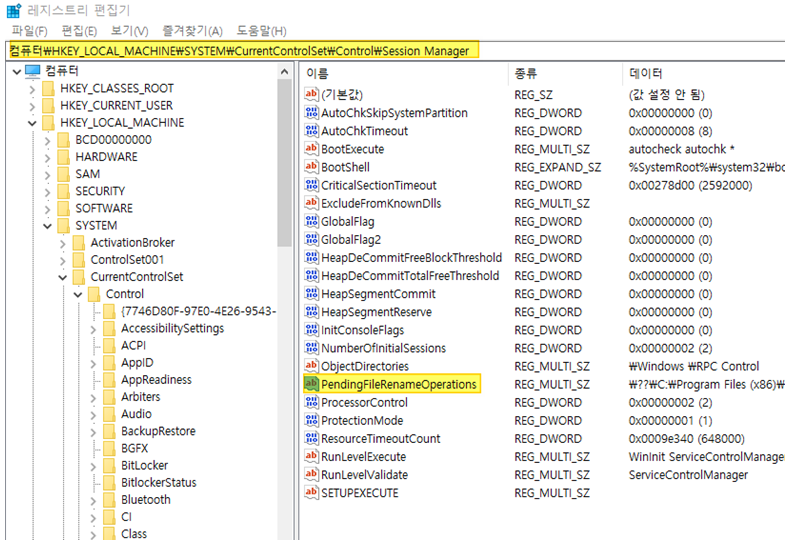 레지스트리 편집기
파일(F) 편집(E) 보기(V) 즐겨찾기(A) 도움말(H)
컴퓨터₩HKEY_LOCAL_MACHINE₩SYSTEM₩CurrentControlSet₩Control₩Session Manager
컴퓨터
HKEY_CLASSES_ROOT
HKEY_CURRENT_USER
HKEY_LOCAL_MACHINE
BCD00000000
HARDWARE
SAM
SECURITY
SOFTWARE
SYSTEM
ActivationBroker
ControlSet001
CurrentControlSet
Control
{7746D80F-97E0-4E26-9543-
AccessibilitySettings
ACPI
AppID
AppReadiness
Arbiters
Audio
BackupRestore
BGFX
BitLocker
BitlockerStatus
Bluetooth
CI
Class
이름 종류 데이터
(기본값) REG_SZ (값 설정 안 됨)
AutoChkSkipSystemPartition REG_DWORD 0x00000000 (0)
AutoChkTimeout REG_DWORD 0x00000008 (8)
BootExecute REG_MULTI_SZ autocheck autochk *
BootShell REG_EXPAND_SZ %SystemRoot%₩system32₩bo
CriticalSectionTimeout REG_DWORD 0x00278d00 (2592000)
ExcludeFromKnownDlls REG_MULTI_SZ
GlobalFlag REG_DWORD 0x00000000 (0)
GlobalFlag2 REG_DWORD 0x00000000 (0)
HeapDeCommitFreeBlockThreshold REG_DWORD 0x00000000 (0)
HeapDeCommitTotalFreeThreshold REG_DWORD 0x00000000 (0)
HeapSegmentCommit REG_DWORD 0x00000000 (0)
HeapSegmentReserve REG_DWORD 0x00000000 (0)
InitConsoleFlags REG_DWORD 0x00000000 (0)
NumberOfInitialSessions REG_DWORD 0x00000002 (2)
ObjectDirectories REG_MULTI_SZ ₩Windows ₩RPC Control
PendingFileRenameOperations REG_MULTI_SZ ₩??₩C:₩Program Files (x86)₩
ProcessorControl REG_DWORD 0x00000002 (2)
ProtectionMode REG_DWORD 0x00000001 (1)
ResourceTimeoutCount REG_DWORD 0x0009e340 (648000)
RunLevelExecute REG_MULTI_SZ WinInit ServiceControlManager
RunLevelValidate REG_MULTI_SZ ServiceControlManager
SETUPEXECUTE REG_MULTI_SZ